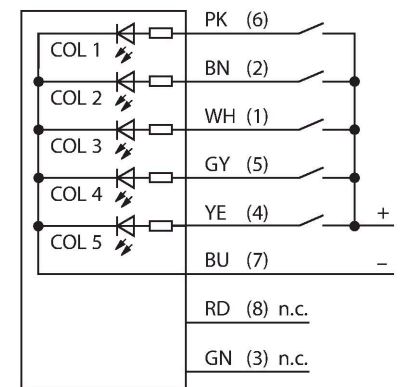 PK (6)
COL 1
BN (2)
COL 2
WH (1)
COL 3
GY (5)
COL 4
YE (4)
+
COL 5
BU (7)
–
RD (8) n.c.
GN (3) n.c.